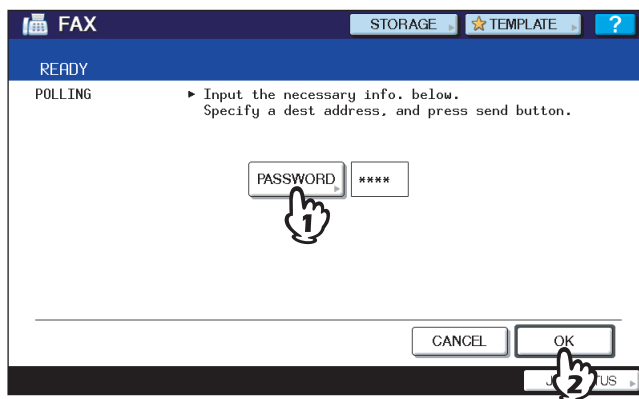 FAX
STORAGE
TEMPLATE
?
READY
POLLING
► Input the necessary info. below.
Specify a dest address, and press send button.
PASSWORD
****
1
CANCEL
OK
2